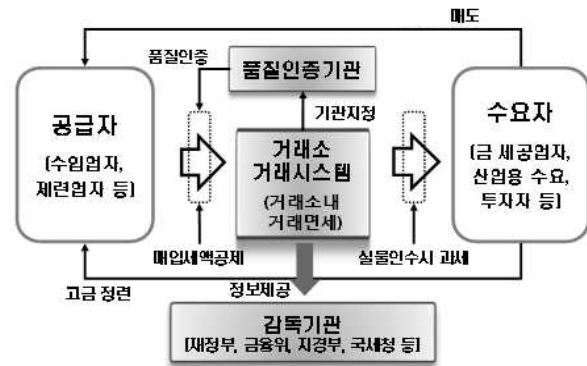 매도
품질인증
품질인증기관
기관지정
공급자
(수입업자,
제련업자 등)
거래소
거래시스템
(거래소내
거래면세)
수요자
(금 세공업자,
산업용 수요,
투자자 등)
매입세액공제
실물인수시 과세
고금 정련
정보제공
감독기관
(재정부, 금융위, 지경부, 국세청 등)